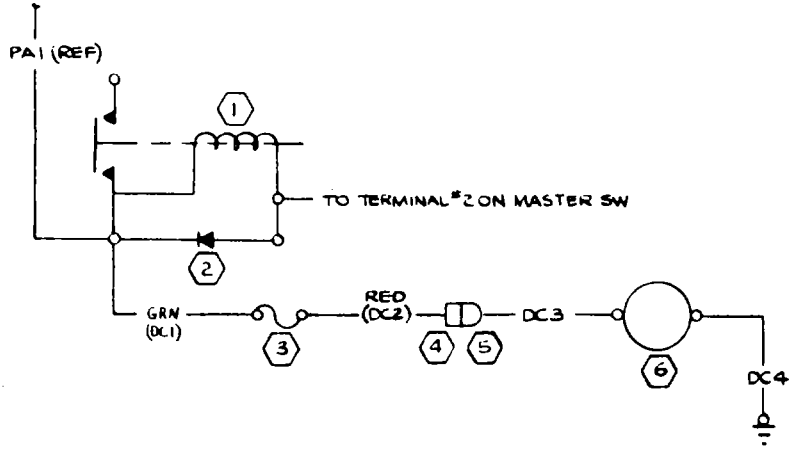 PA1 (REF)
1
TO TERMINAL #2 ON MASTER SW
2
GRN
(DC1)
RED
(DC2)
DC3
3
4
5
6
DC4